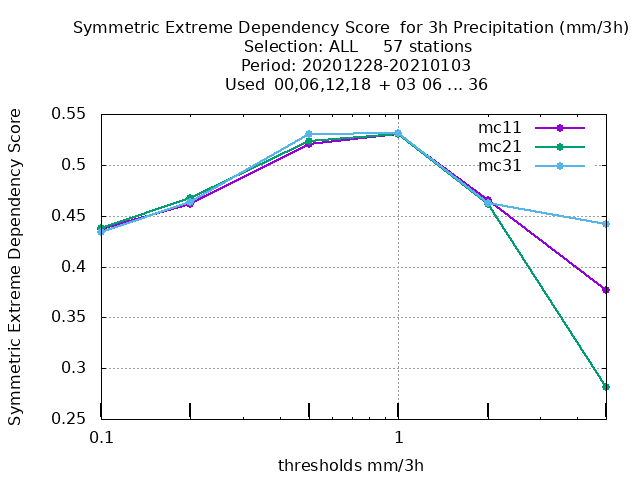 Symmetric Extreme Dependency Score  for 3h Precipitation (mm/3h)
Selection: ALL     57 stations
Period: 20201228-20210103
Used  00,06,12,18  + 03 06 ... 36
Symmetric Extreme Dependency Score
0.55
0.5
0.45
0.4
0.35
0.3
0.25
mc11
mc21
mc31
0.1
1
thresholds mm/3h